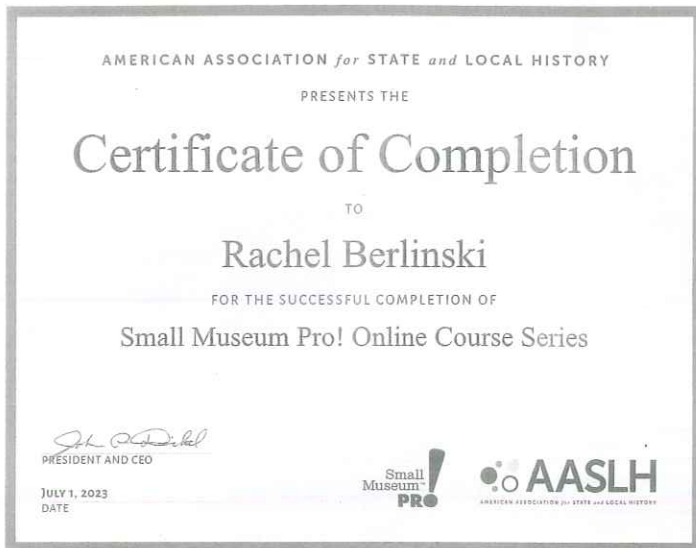 AMERICAN ASSOCIATION for STATE and LOCAL HISTORY
PRESENTS THE
Certificate of Completion
TO
Rachel Berlinski
FOR THE SUCCESSFUL COMPLETION OF
Small Museum Pro! Online Course Series
PRESIDENT AND CEO
JULY 1, 2023
DATE
Small
Museum™
PRO
AASLH
AMERICAN ASSOCIATION for STATE and LOCAL HISTORY